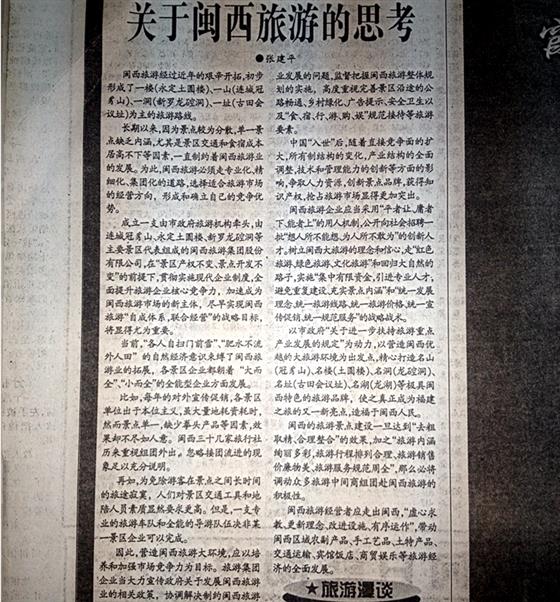 关于闽西旅游的思考
●张建平
闽西旅游经过近年的艰辛开拓,初步
形成了一楼(永定土圆楼)、一山(连城冠
豸山)、一洞(新罗龙硿洞)、一址(古田会
议址)为主的旅游路线。
长期以来,因为景点较为分散,单一景
点缺乏内涵,尤其是景区交通和食宿成本
居高不下等因素,一直制约着闽西旅游业
的发展。为此,闽西旅游必须走专业化、精
细化、集团化的道路,选择适合旅游市场
的经营方向,形成和确立自己的竞争优
势。
成立一支由市政府旅游机构牵头,由
连城冠豸山、永定土圆楼、新罗龙硿洞等
主要景区代表组成的闽西旅游集团股份
有限公司,在“景区产权不变、景点开发不
变”的前提下,贯彻实施现代企业制度,全
面提升旅游企业核心竞争力,加速成为
闽西旅游市场的新主体,尽早实现闽西
旅游“自成体系,联合经营”的战略目标,
将显得尤为重要。
当前,“各人自扫门前雪”、“肥水不流
外人田”的自然经济意识束缚了闽西旅
游业的拓展,各景区企业都朝着“大而
全”、“小而全”的全能型企业方面发展。
比如,每年的对外宣传促销,各景区
单位出于本位主义,虽大量地耗资耗时,
然而景点单一,缺少拳头产品等因素,效
果却不尽如人意。闽西三十几家旅行社
历来重视组团外出,忽略接团流进的现
象足以充分说明。
再如,为免除游客在景点之间长时间
的旅途寂寞,人们对景区交通工具和地
陪人员素质显然要求更高。但是,一支专
业的旅游车队和全能的导游队伍决非某
一景区企业可以完成。
因此,营造闽西旅游大环境,应以培
养和加强市场竞争力为目标。旅游集团
企业当大力宣传政府关于发展闽西旅游
业的相关政策,协调解决制约闽西旅游
业发展的问题,监督把握闽西旅游整体规
划的实施,高度重视完善景区沿途的公
路畅通、乡村绿化、广告提示、安全卫生以
及“食、宿、行、游、购、娱”规范接待等旅游
要素。
中国“入世”后,随着直接竞争面的扩
大,所有制结构的变化,产业结构的全面
调整,技术和管理能力的创新等方面的影
响,争取人力资源,创新景点品牌,获得知
识产权,抢占旅游市场显得更加突出。
闽西旅游企业应当采用“平者让,庸者
下,能者上”的用人机制,公开向社会招聘一
批“想人所不能想,为人所不敢为”的创新人
才。树立闽西大旅游的理念和信心,走“红色
旅游、绿色旅游、文化旅游”和回归大自然的
路子,实施“集中有限资金,引进专业人才,
避免重复建设,充实景点内涵”和“统一发展
理念、统一旅游线路、统一旅游价格、统一宣
传促销、统一规范服务”的战略战术。
以市政府“关于进一步扶持旅游重点
产业发展的规定”为动力,以营造闽西优
越的大旅游环境为出发点,精心打造名山
(冠豸山)、名楼(土圆楼)、名洞(龙硿洞)、
名址(古田会议址)、名湖(龙湖)等极具闽
西特色的旅游品牌,使之真正成为福建
之旅的又一新亮点,造福于闽西人民。
闽西的旅游景点建设一旦达到“去粗
取精、合理整合”的效果,加之“旅游内涵
绚丽多彩,旅游行程排列合理,旅游销售
价廉物美,旅游服务规范周全”,那么必将
调动众多旅游中间商组团赴闽西旅游的
积极性。
闽西旅游经营者应走出闽西,“虚心求
教、更新理念、改进设施、有序运作”,带动
闽西区域农副产品、手工艺品、土特产品、
交通运输、宾馆饭店、商贸娱乐等旅游经
济的全面发展。
★旅游漫谈